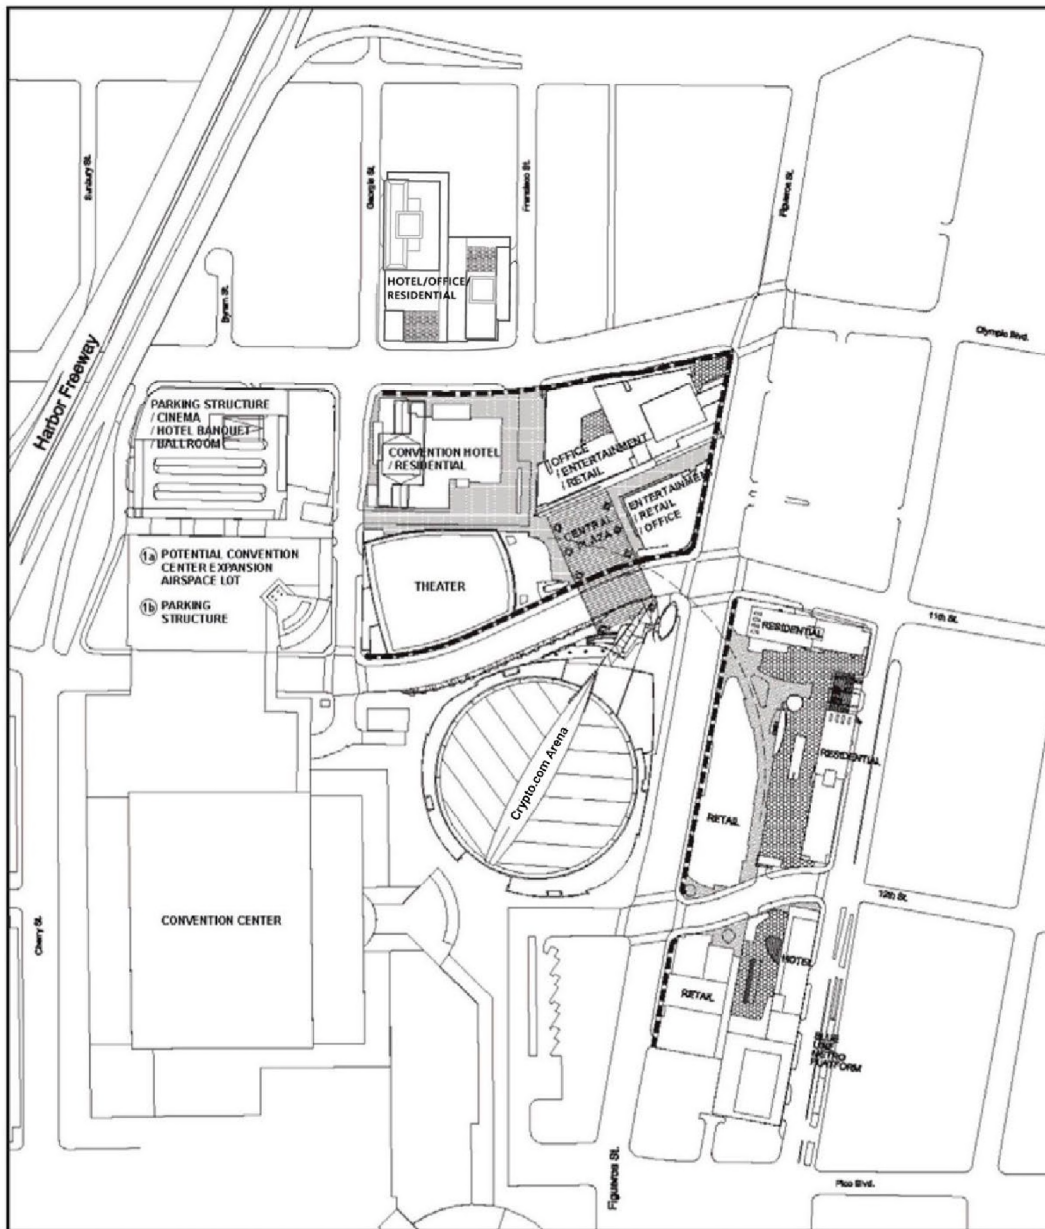 Sunbury St.
Georgia St.
Francisco St.
Figueroa St.
Byram St.
HOTEL/OFFICE/
RESIDENTIAL
Olympic Blvd.
Harbor Freeway
PARKING STRUCTURE
/ CINEMA
/ HOTEL BANQUET
/ BALLROOM
CONVENTION HOTEL
/ RESIDENTIAL
OFFICE
/ ENTERTAINMENT
/ RETAIL
ENTERTAINMENT
/ RETAIL
/ OFFICE
CENTRAL
PLAZA
1a POTENTIAL CONVENTION
CENTER EXPANSION
AIRSPACE LOT
1b PARKING
STRUCTURE
THEATER
11th St.
RESIDENTIAL
RESIDENTIAL
Crypto.com Arena
RETAIL
CONVENTION CENTER
Cherry St.
12th St.
HOTEL
RETAIL
BLUE
LINE
METRO
PLATFORM
Figueroa St.
Pico Blvd.